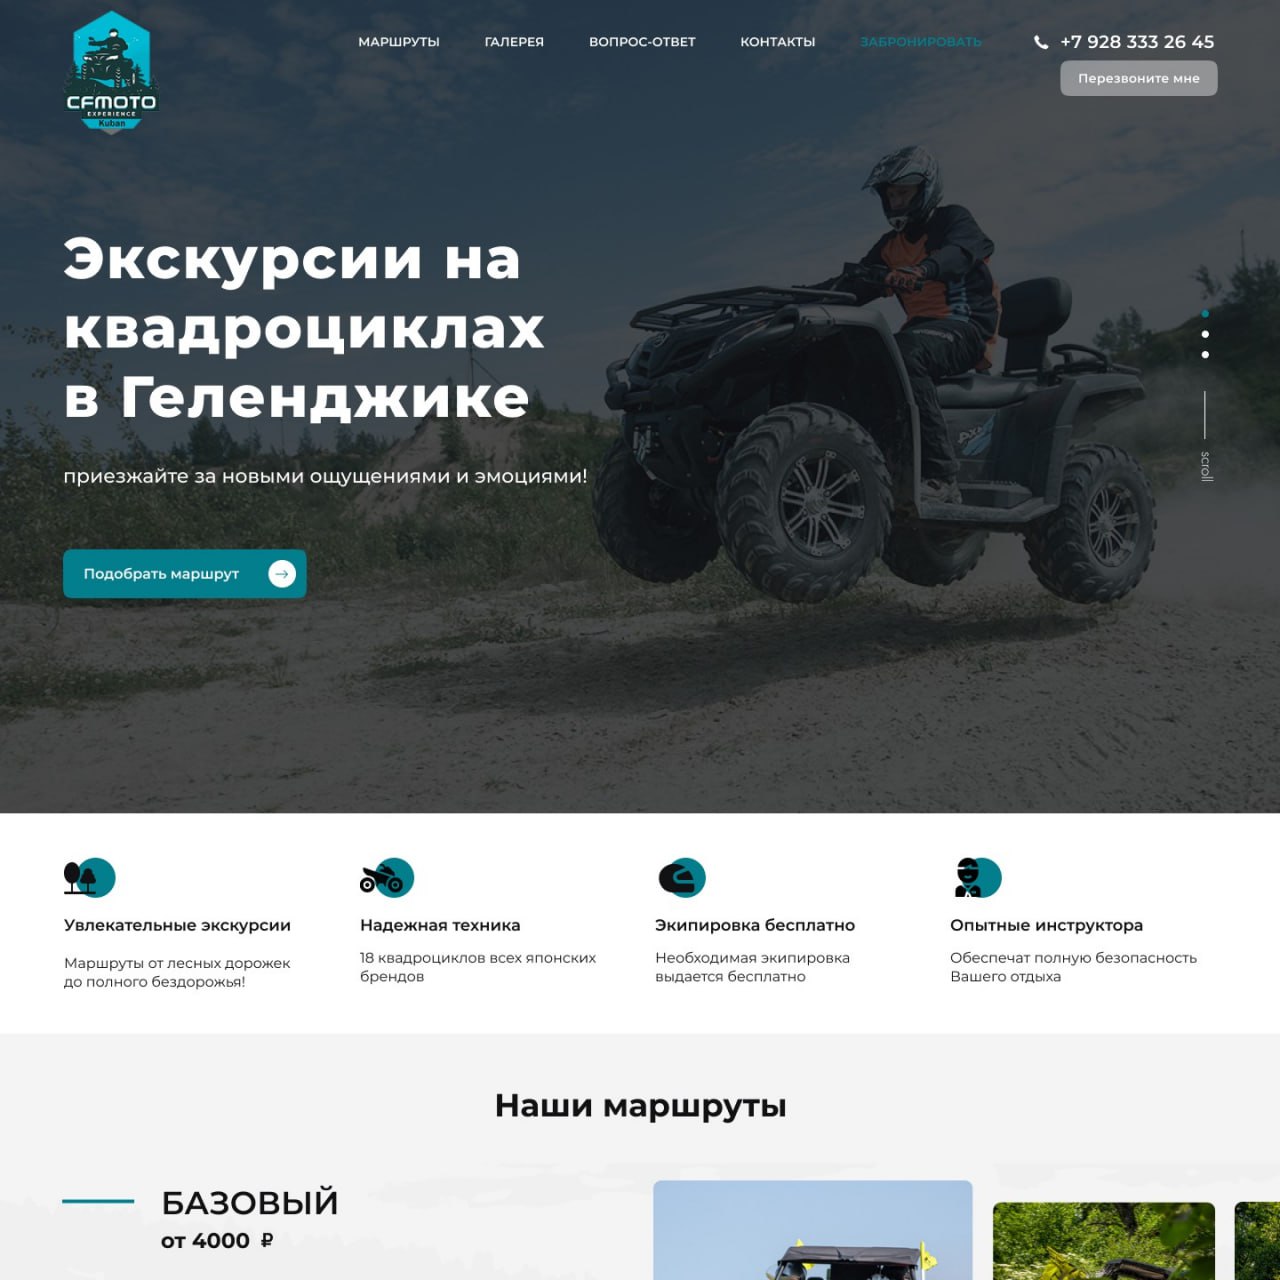 CFMOTO
EXPERIENCE
Kuban
МАРШРУТЫ
ГАЛЕРЕЯ
ВОПРОС-ОТВЕТ
КОНТАКТЫ
ЗАБРОНИРОВАТЬ
+7 928 333 26 45
Перезвоните мне
Экскурсии на
квадроциклах
в Геленджике
приезжайте за новыми ощущениями и эмоциями!
Подобрать маршрут
scroll
Увлекательные экскурсии
Маршруты от лесных дорожек
до полного бездорожья!
Надежная техника
18 квадроциклов всех японских
брендов
Экипировка бесплатно
Необходимая экипировка
выдается бесплатно
Опытные инструктора
Обеспечат полную безопасность
Вашего отдыха
Наши маршруты
БАЗОВЫЙ
от 4000 ₽